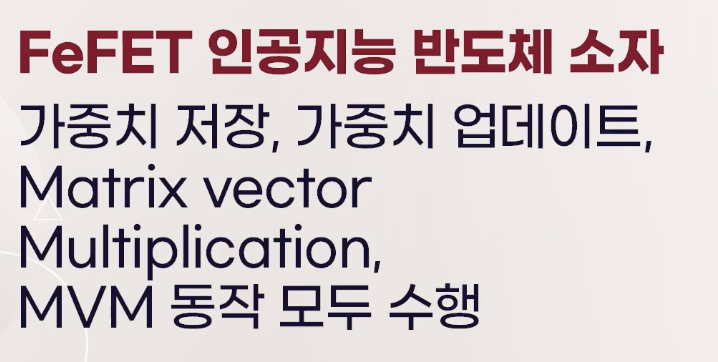 FeFET 인공지능 반도체 소자
가중치 저장, 가중치 업데이트,
Matrix vector
Multiplication,
MVM 동작 모두 수행